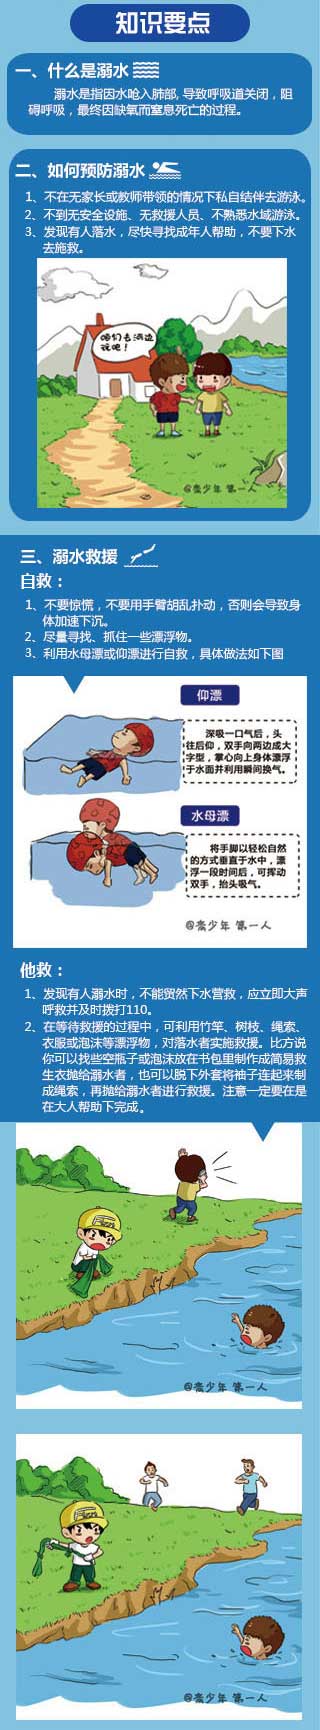 知识要点
一、什么是溺水
溺水是指因水呛入肺部, 导致呼吸道关闭，阻
碍呼吸，最终因缺氧而窒息死亡的过程。
二、如何预防溺水
1、不在无家长或教师带领的情况下私自结伴去游泳。
2、不到无安全设施、无救援人员、不熟悉水域游泳。
3、发现有人落水，尽快寻找成年人帮助，不要下水
去施救。
咱们去河边
玩吧！
@青少年 第一人
三、溺水救援
自救：
1、不要惊慌，不要用手臂胡乱扑动，否则会导致身
体加速下沉。
2、尽量寻找、抓住一些漂浮物。
3、利用水母漂或仰漂进行自救，具体做法如下图
仰漂
深吸一口气后，头
往后仰，双手向两边成大
字型，掌心向上身体漂浮
于水面并利用瞬间换气。
水母漂
将手脚以轻松自然
的方式垂直于水中，漂
浮一段时间后，可挥动
双手，抬头吸气。
@青少年 第一人
他救：
1、发现有人溺水时，不能贸然下水营救，应立即大声
呼救并及时拨打110。
2、在等待救援的过程中，可利用竹竿、树枝、绳索、
衣服或泡沫等漂浮物，对落水者实施救援。比方说
你可以找些空瓶子或泡沫放在书包里制作成简易救
生衣抛给溺水者，也可以脱下外套将袖子连起来制
成绳索，再抛给溺水者进行救援。注意一定要在是
在大人帮助下完成。
@青少年 第一人
@青少年 第一人